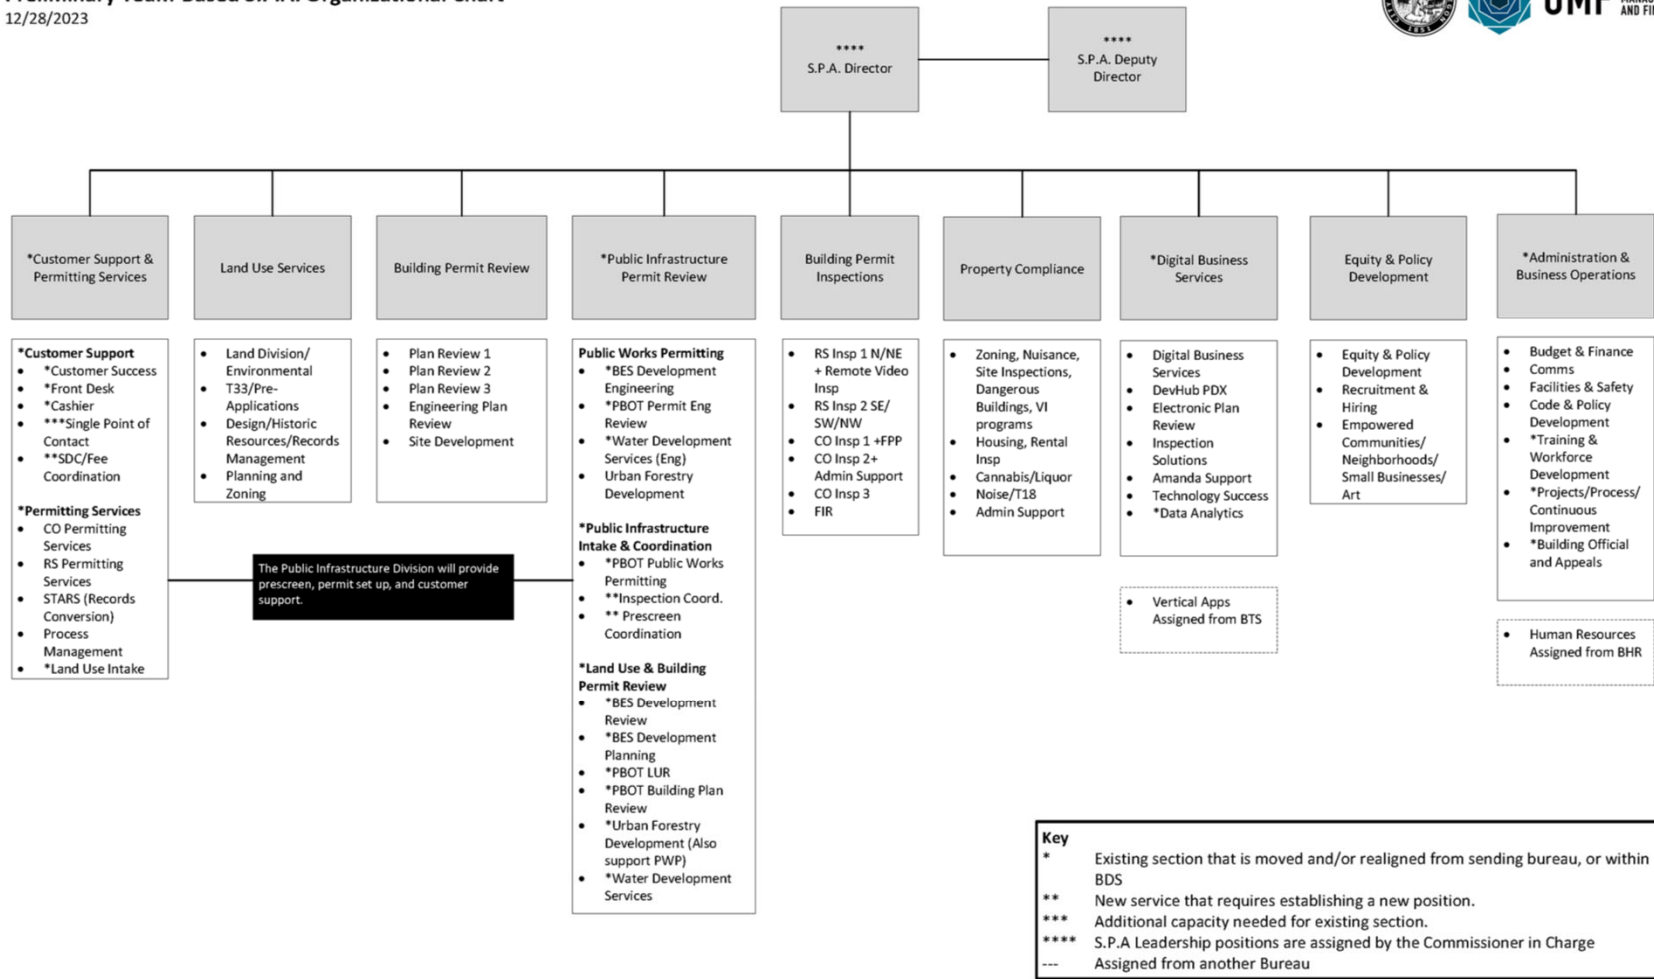 Preliminary Team-Based S.P.A. Organizational Chart
12/28/2023
1851
OMF
AND FI
****
S.P.A. Director
****
S.P.A. Deputy
Director
*Customer Support &
Permitting Services
Land Use Services
Building Permit Review
*Public Infrastructure
Permit Review
Building Permit
Inspections
Property Compliance
*Digital Business
Services
Equity & Policy
Development
*Administration &
Business Operations
*Customer Support
• *Customer Success
• *Front Desk
• *Cashier
• ***Single Point of
Contact
• **SDC/Fee
Coordination
*Permitting Services
• CO Permitting
Services
• RS Permitting
Services
• STARS (Records
Conversion)
• Process
Management
• *Land Use Intake
• Land Division/
Environmental
• T33/Pre-
Applications
• Design/Historic
Resources/Records
Management
• Planning and
Zoning
• Plan Review 1
• Plan Review 2
• Plan Review 3
• Engineering Plan
Review
• Site Development
The Public Infrastructure Division will provide
prescreen, permit set up, and customer
support.
Public Works Permitting
• *BES Development
Engineering
• *PBOT Permit Eng
Review
• *Water Development
Services (Eng)
• Urban Forestry
Development
*Public Infrastructure
Intake & Coordination
• *PBOT Public Works
Permitting
• **Inspection Coord.
• ** Prescreen
Coordination
*Land Use & Building
Permit Review
• *BES Development
Review
• *BES Development
Planning
• *PBOT LUR
• *PBOT Building Plan
Review
• *Urban Forestry
Development (Also
support PWP)
• *Water Development
Services
• RS Insp 1 N/NE
+ Remote Video
Insp
• RS Insp 2 SE/
SW/NW
• CO Insp 1 +FPP
• CO Insp 2+
Admin Support
• CO Insp 3
• FIR
• Zoning, Nuisance,
Site Inspections,
Dangerous
Buildings, VI
programs
• Housing, Rental
Insp
• Cannabis/Liquor
• Noise/T18
• Admin Support
• Digital Business
Services
• DevHub PDX
• Electronic Plan
Review
• Inspection
Solutions
• Amanda Support
• Technology Success
• *Data Analytics
• Vertical Apps
Assigned from BTS
• Equity & Policy
Development
• Recruitment &
Hiring
• Empowered
Communities/
Neighborhoods/
Small Businesses/
Art
• Budget & Finance
• Comms
• Facilities & Safety
• Code & Policy
Development
• *Training &
Workforce
Development
• *Projects/Process/
Continuous
Improvement
• *Building Official
and Appeals
• Human Resources
Assigned from BHR
Key
* Existing section that is moved and/or realigned from sending bureau, or within
BDS
** New service that requires establishing a new position.
*** Additional capacity needed for existing section.
**** S.P.A Leadership positions are assigned by the Commissioner in Charge
--- Assigned from another Bureau